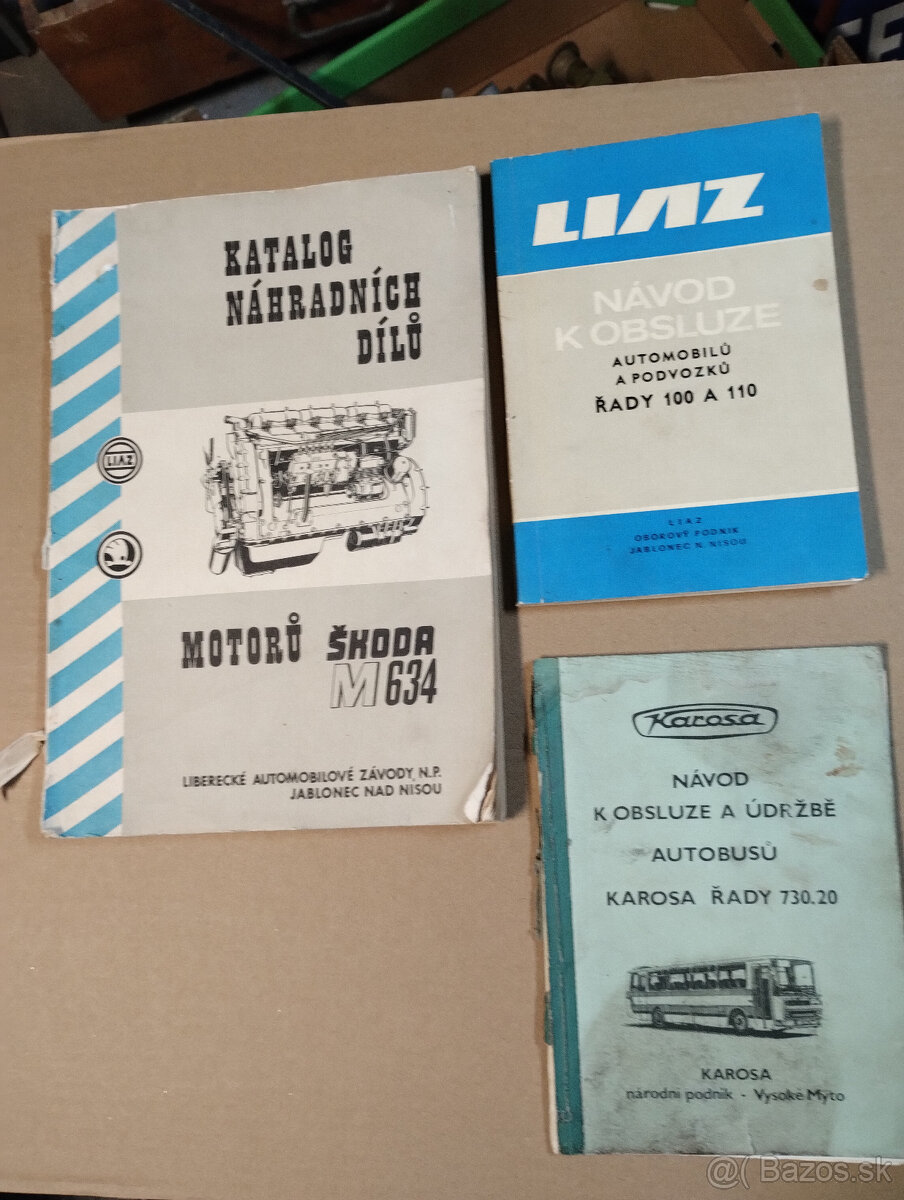 KATALOG
NÁHRADNÍCH
DÍLŮ
LIAZ
MOTORŮ ŠKODA
M634
LIBERECKÉ AUTOMOBILOVÉ ZÁVODY, N.P.
JABLONEC NAD NISOU
LIAZ
NÁVOD
K OBSLUZE
AUTOMOBILŮ
A PODVOZKŮ
ŘADY 100 A 110
LIAZ
OBOROVÝ PODNIK
JABLONEC N. NISOU
Karosa
NÁVOD
K OBSLUZE A ÚDRŽBĚ
AUTOBUSŮ
KAROSA ŘADY 730.20
KAROSA
národní podnik - Vysoké Mýto
@( Bazos.sk